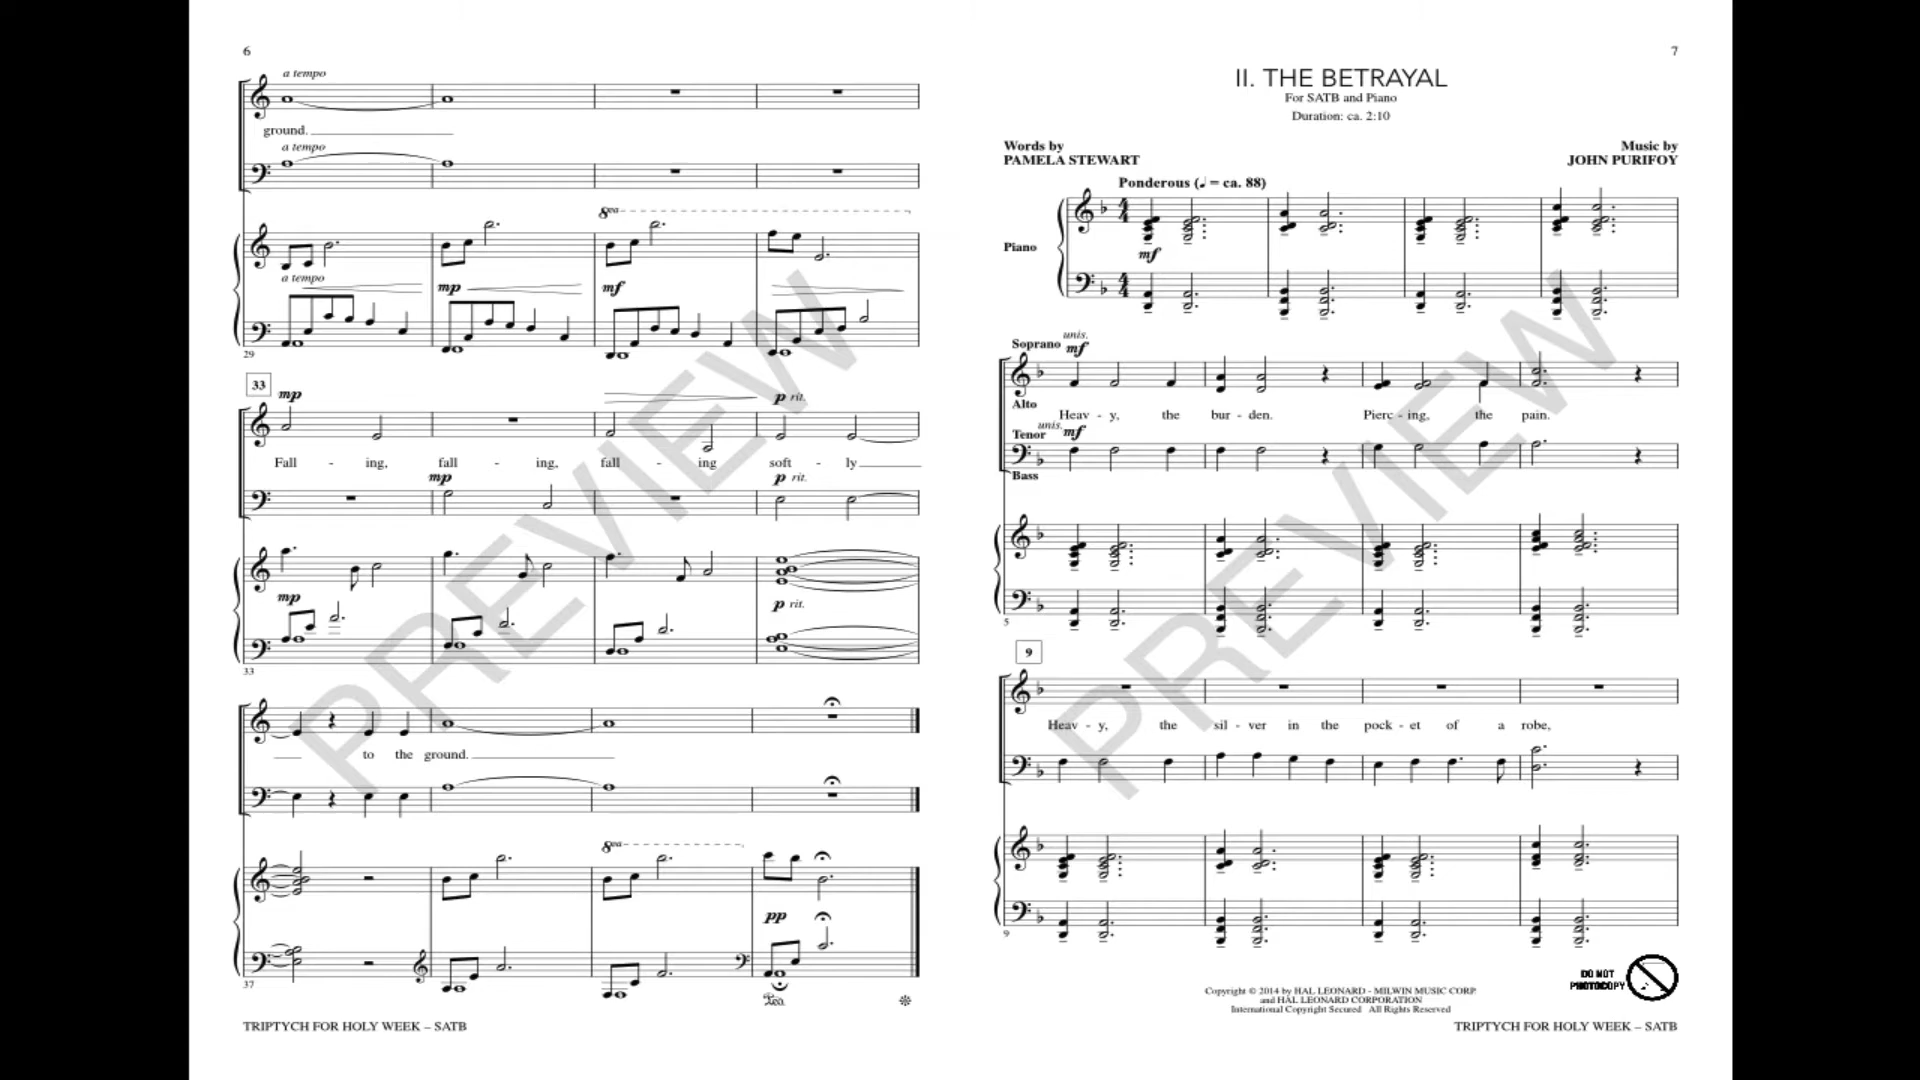 6
a tempo
ground.
a tempo
8va
a tempo
mp
mf
29
33
mp
p rit.
Fall - ing, fall - ing, fall - ing soft - ly
mp
p rit.
mp
p rit.
33
to the ground.
8va
pp
37
Ped.
TRIPTYCH FOR HOLY WEEK – SATB
7
II. THE BETRAYAL
For SATB and Piano
Duration: ca. 2:10
Words by
PAMELA STEWART
Music by
JOHN PURIFOY
Ponderous (♩ = ca. 88)
Piano
mf
unis.
Soprano mf
Alto
Heav - y, the bur - den. Pierc - ing, the pain.
unis.
Tenor mf
Bass
5
9
Heav - y, the sil - ver in the pock - et of a robe,
9
DO NOT
PHOTOCOPY
Copyright © 2014 by HAL LEONARD - MILWIN MUSIC CORP.
and HAL LEONARD CORPORATION
International Copyright Secured All Rights Reserved
TRIPTYCH FOR HOLY WEEK – SATB
PREVIEW
PREVIEW